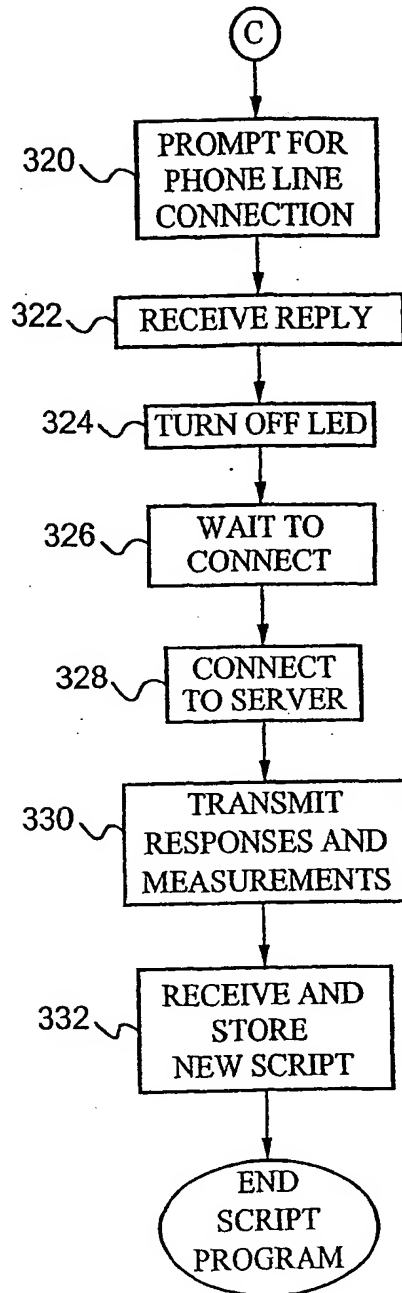 C
320
PROMPT FOR
PHONE LINE
CONNECTION
322
RECEIVE REPLY
324
TURN OFF LED
326
WAIT TO
CONNECT
328
CONNECT
TO SERVER
330
TRANSMIT
RESPONSES AND
MEASUREMENTS
332
RECEIVE AND
STORE
NEW SCRIPT
END
SCRIPT
PROGRAM